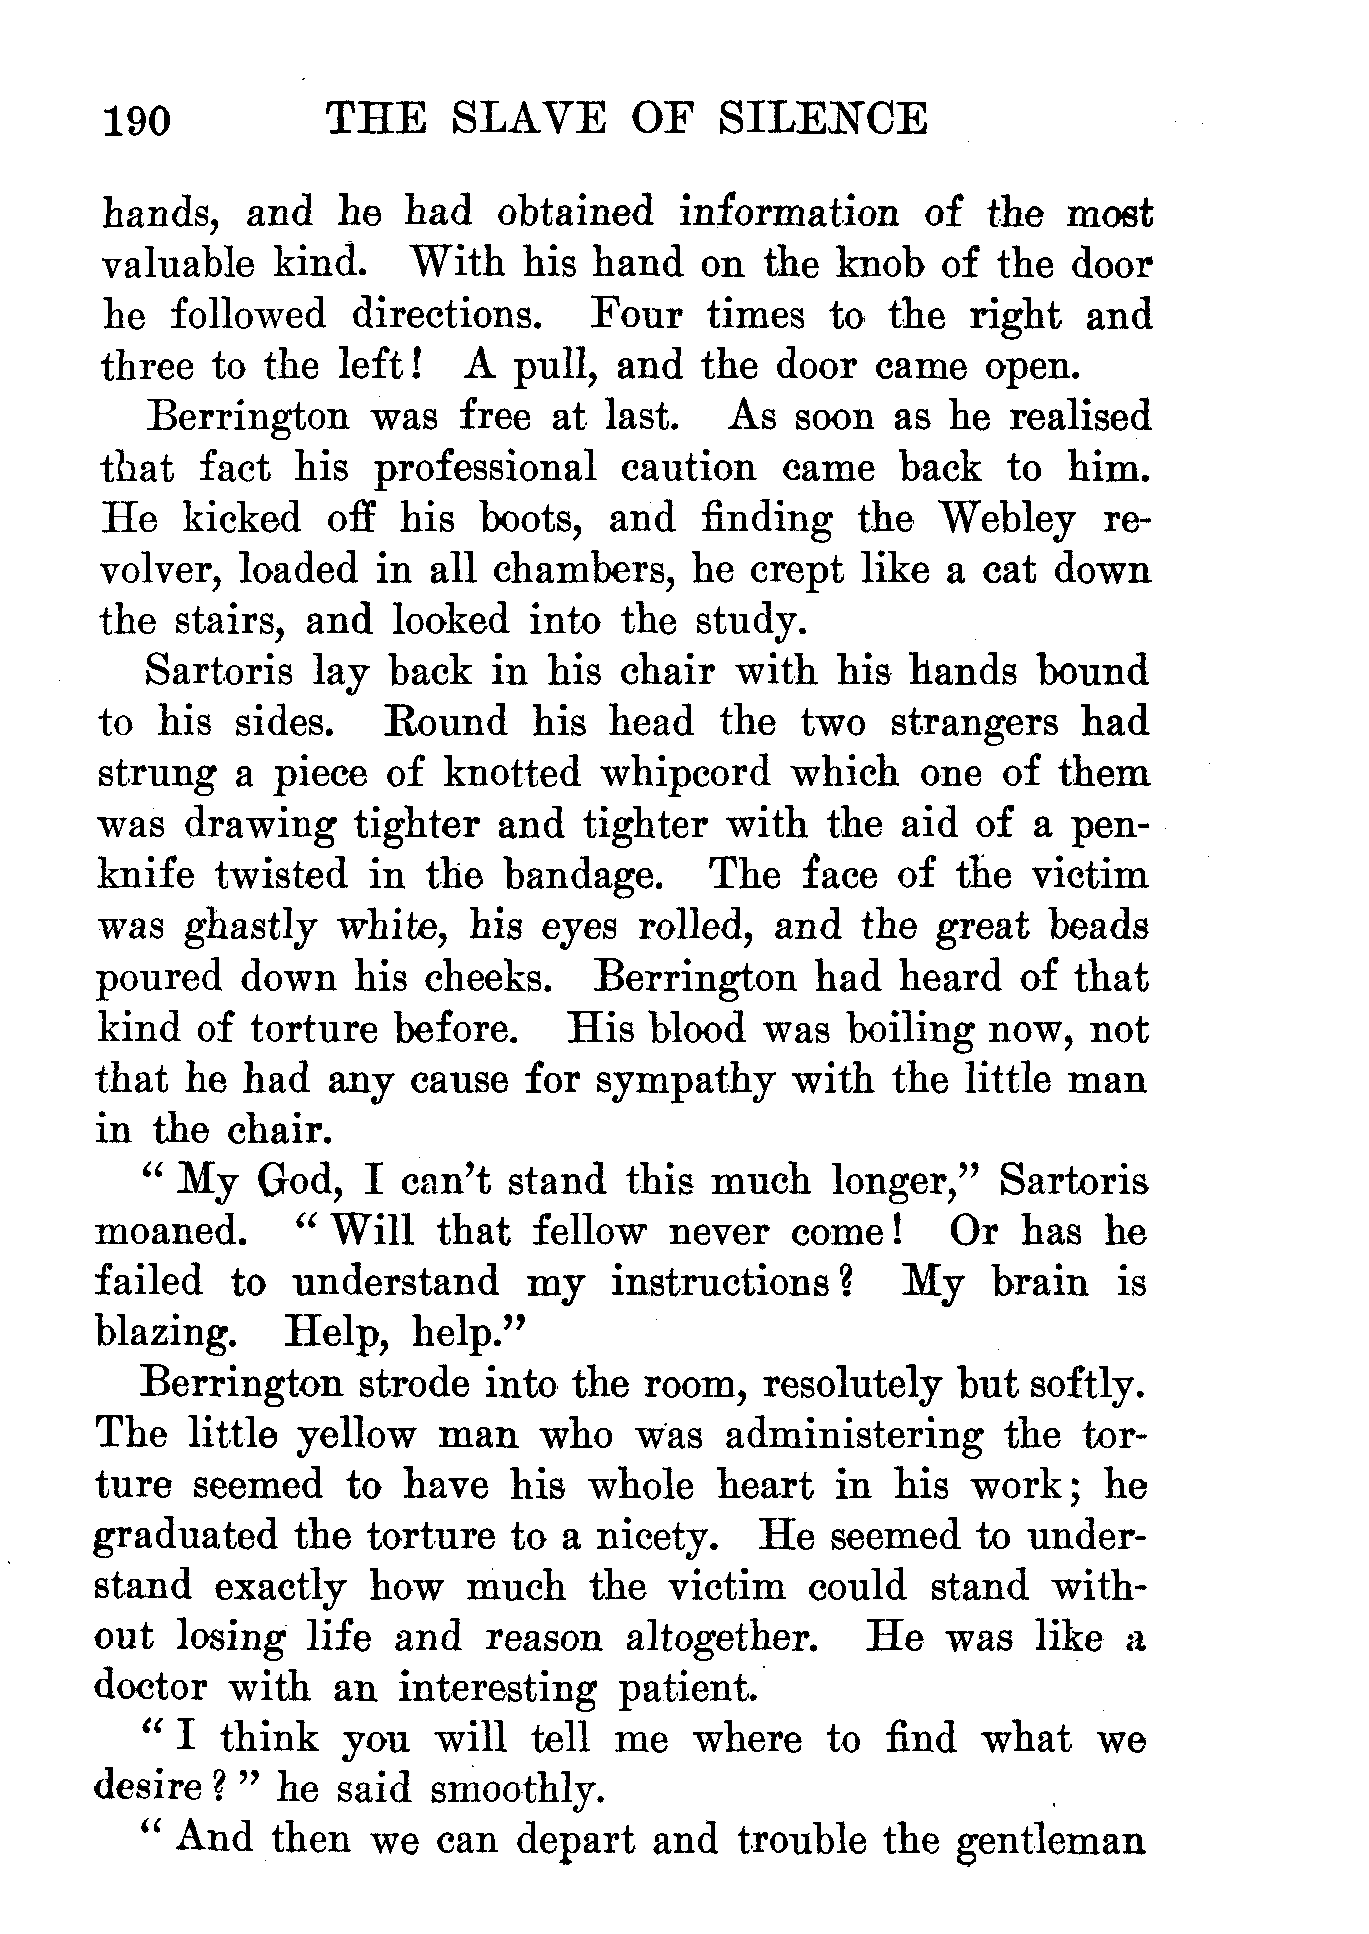 190 THE SLAVE OF SILENCE
hands, and he had obtained information of the most
valuable kind. With his hand on the knob of the door
he followed directions. Four times to the right and
three to the left! A pull, and the door came open.
Berrington was free at last. As soon as he realised
that fact his professional caution came back to him.
He kicked off his boots, and finding the Webley re-
volver, loaded in all chambers, he crept like a cat down
the stairs, and looked into the study.
Sartoris lay back in his chair with his hands bound
to his sides. Round his head the two strangers had
strung a piece of knotted whipcord which one of them
was drawing tighter and tighter with the aid of a pen-
knife twisted in the bandage. The face of the victim
was ghastly white, his eyes rolled, and the great beads
poured down his cheeks. Berrington had heard of that
kind of torture before. His blood was boiling now, not
that he had any cause for sympathy with the little man
in the chair.
“ My God, I can’t stand this much longer,” Sartoris
moaned. “ Will that fellow never come! Or has he
failed to understand my instructions? My brain is
blazing. Help, help.”
Berrington strode into the room, resolutely but softly.
The little yellow man who was administering the tor-
ture seemed to have his whole heart in his work; he
graduated the torture to a nicety. He seemed to under-
stand exactly how much the victim could stand with-
out losing life and reason altogether. He was like a
doctor with an interesting patient.
“ I think you will tell me where to find what we
desire? ” he said smoothly.
“ And then we can depart and trouble the gentleman